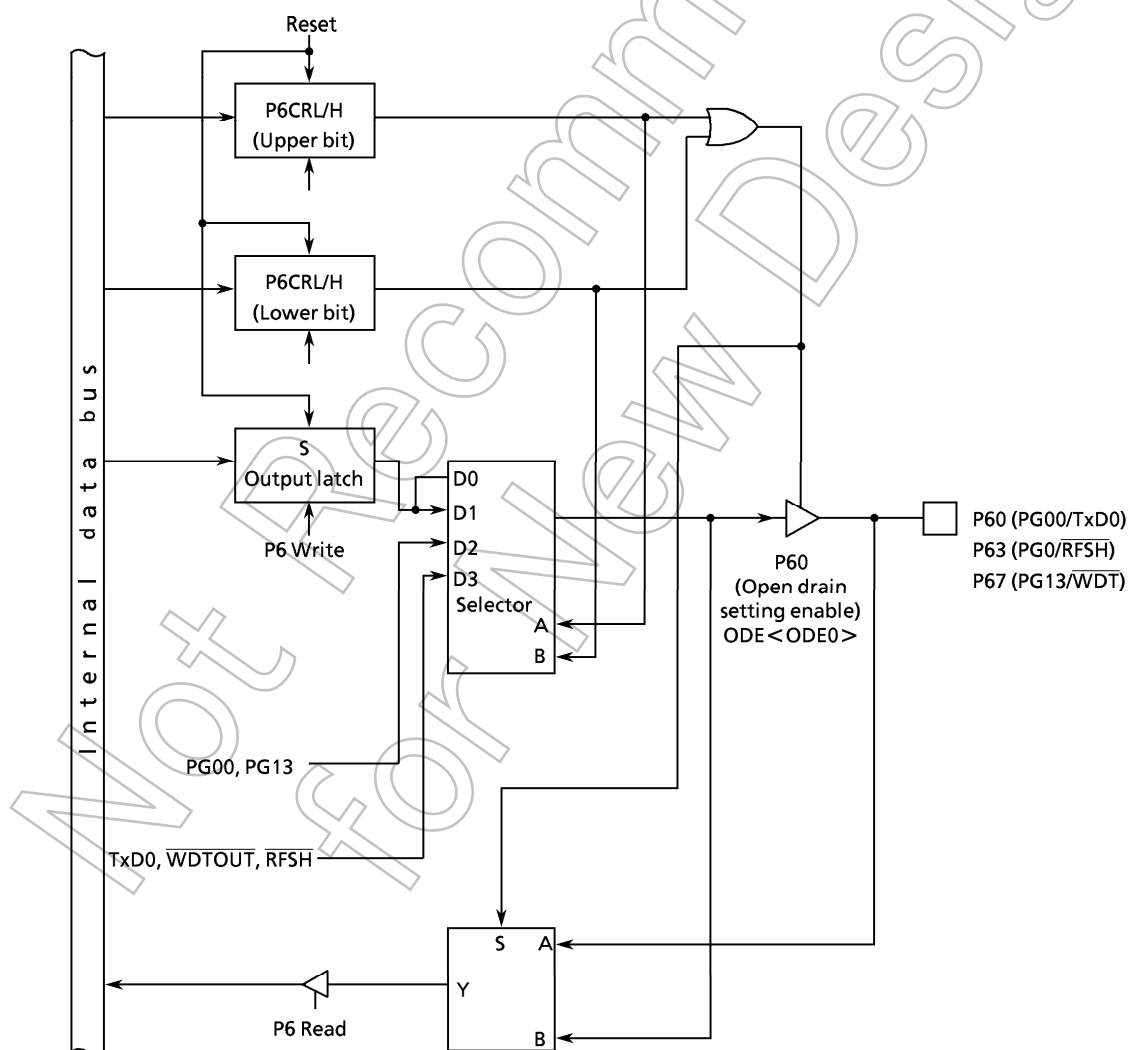 Reset
P6CRL/H
(Upper bit)
P6CRL/H
(Lower bit)
Internal data bus
S
Output latch
P6 Write
D0
D1
D2
D3
Selector
A
B
P60
(Open drain
setting enable)
ODE<ODE0>
P60 (PG00/TxD0)
P63 (PG0/RFSH)
P67 (PG13/WDT)
PG00, PG13
TxD0, WDTOUT, RFSH
S
A
Y
B
P6 Read
Not Recomm
for New Desig